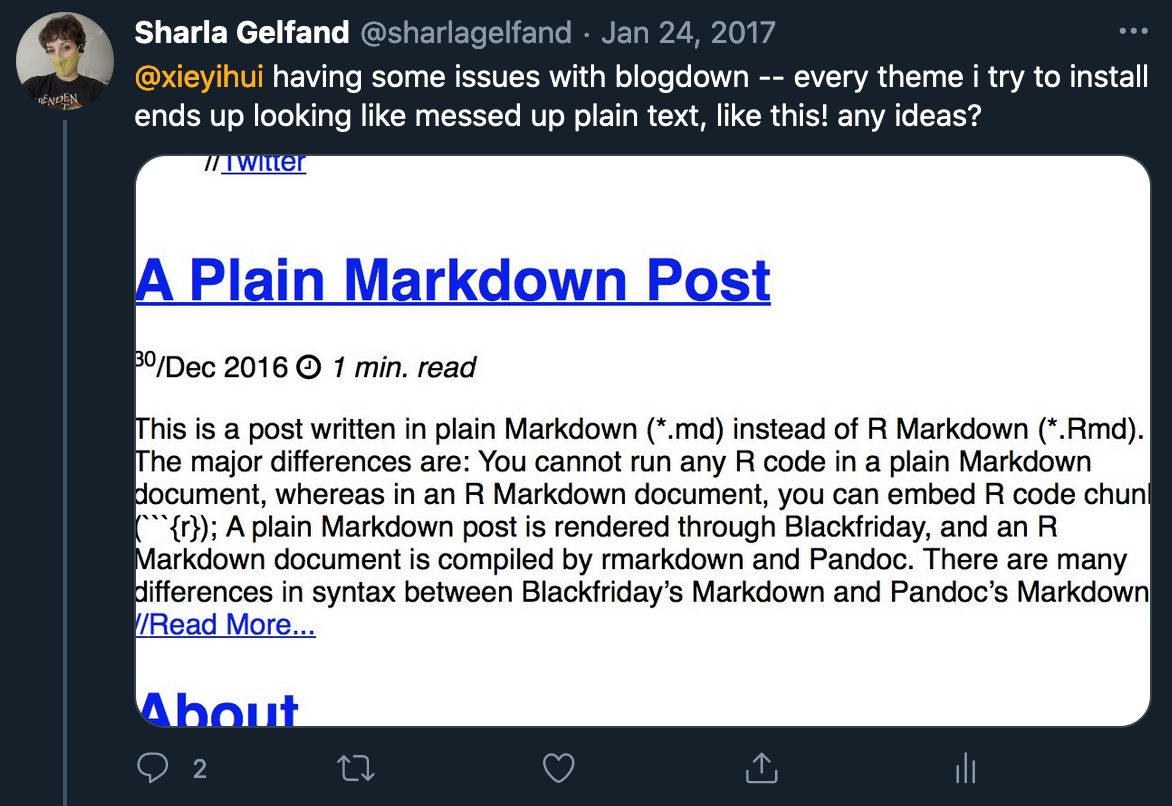 Sharla Gelfand @sharlagelfand · Jan 24, 2017
@xieyihui having some issues with blogdown -- every theme i try to install
ends up looking like messed up plain text, like this! any ideas?
//Twitter
A Plain Markdown Post
30/Dec 2016 1 min. read
This is a post written in plain Markdown (*.md) instead of R Markdown (*.Rmd).
The major differences are: You cannot run any R code in a plain Markdown
document, whereas in an R Markdown document, you can embed R code chun
(```{r}); A plain Markdown post is rendered through Blackfriday, and an R
Markdown document is compiled by rmarkdown and Pandoc. There are many
differences in syntax between Blackfriday’s Markdown and Pandoc’s Markdown
//Read More...
About
2